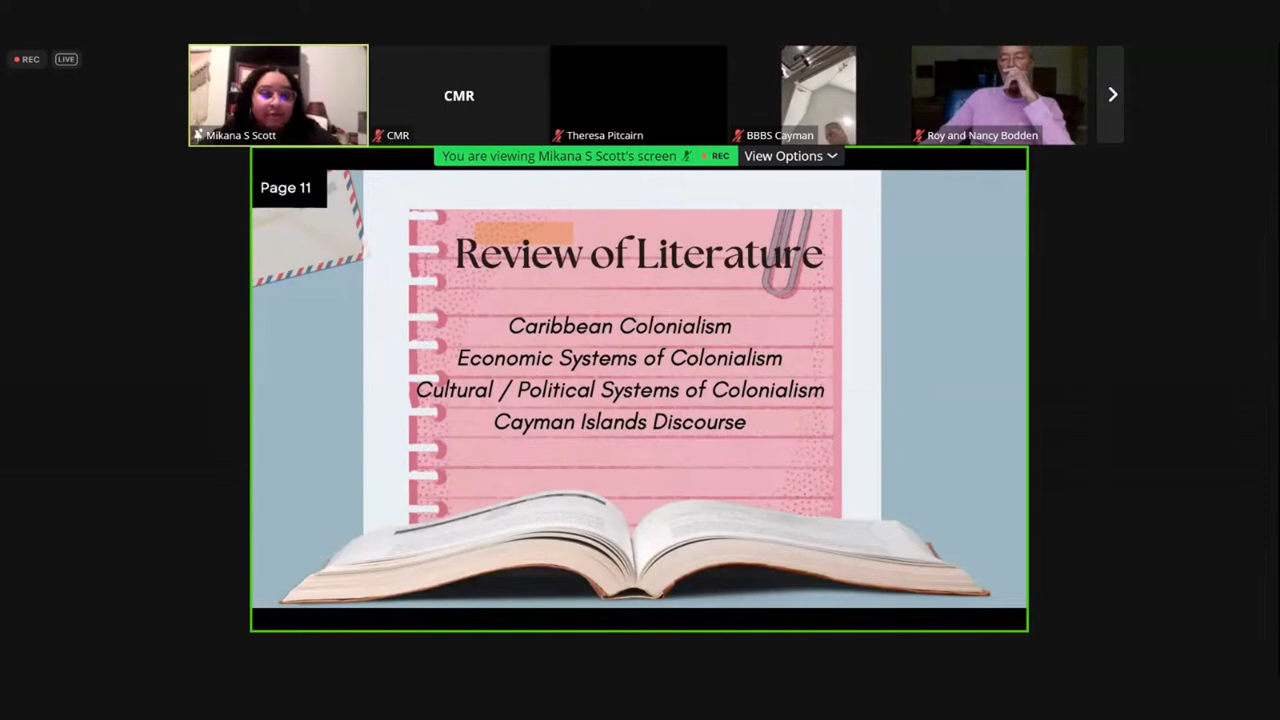 REC
LIVE
CMR
Mikana S Scott
CMR
Theresa Pitcairn
BBBS Cayman
Roy and Nancy Bodden
You are viewing Mikana S Scott's screen
REC
View Options
Page 11
Review of Literature
Caribbean Colonialism
Economic Systems of Colonialism
Cultural / Political Systems of Colonialism
Cayman Islands Discourse